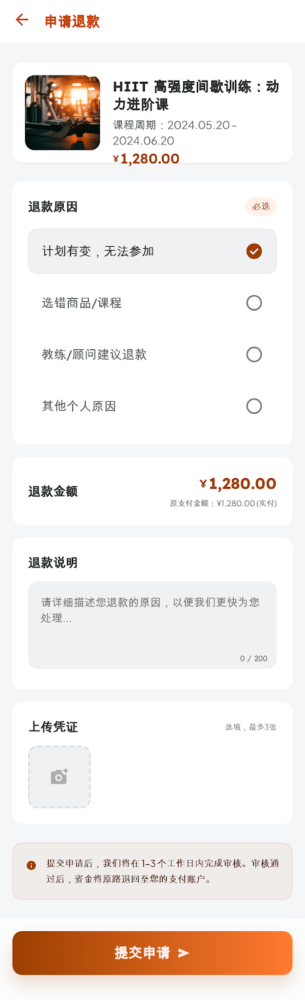 申请退款
HIIT 高强度间歇训练：动
力进阶课
课程周期：2024.05.20 -
2024.06.20
¥1,280.00
退款原因
必选
计划有变，无法参加
选错商品/课程
教练/顾问建议退款
其他个人原因
退款金额
¥1,280.00
原支付金额：¥1,280.00 (实付)
退款说明
请详细描述您退款的原因，以便我们更快为您
处理...
0 / 200
上传凭证
选填，最多3张
提交申请后，我们将在 1-3 个工作日内完成审核。审核通
过后，资金将原路退回至您的支付账户。
提交申请